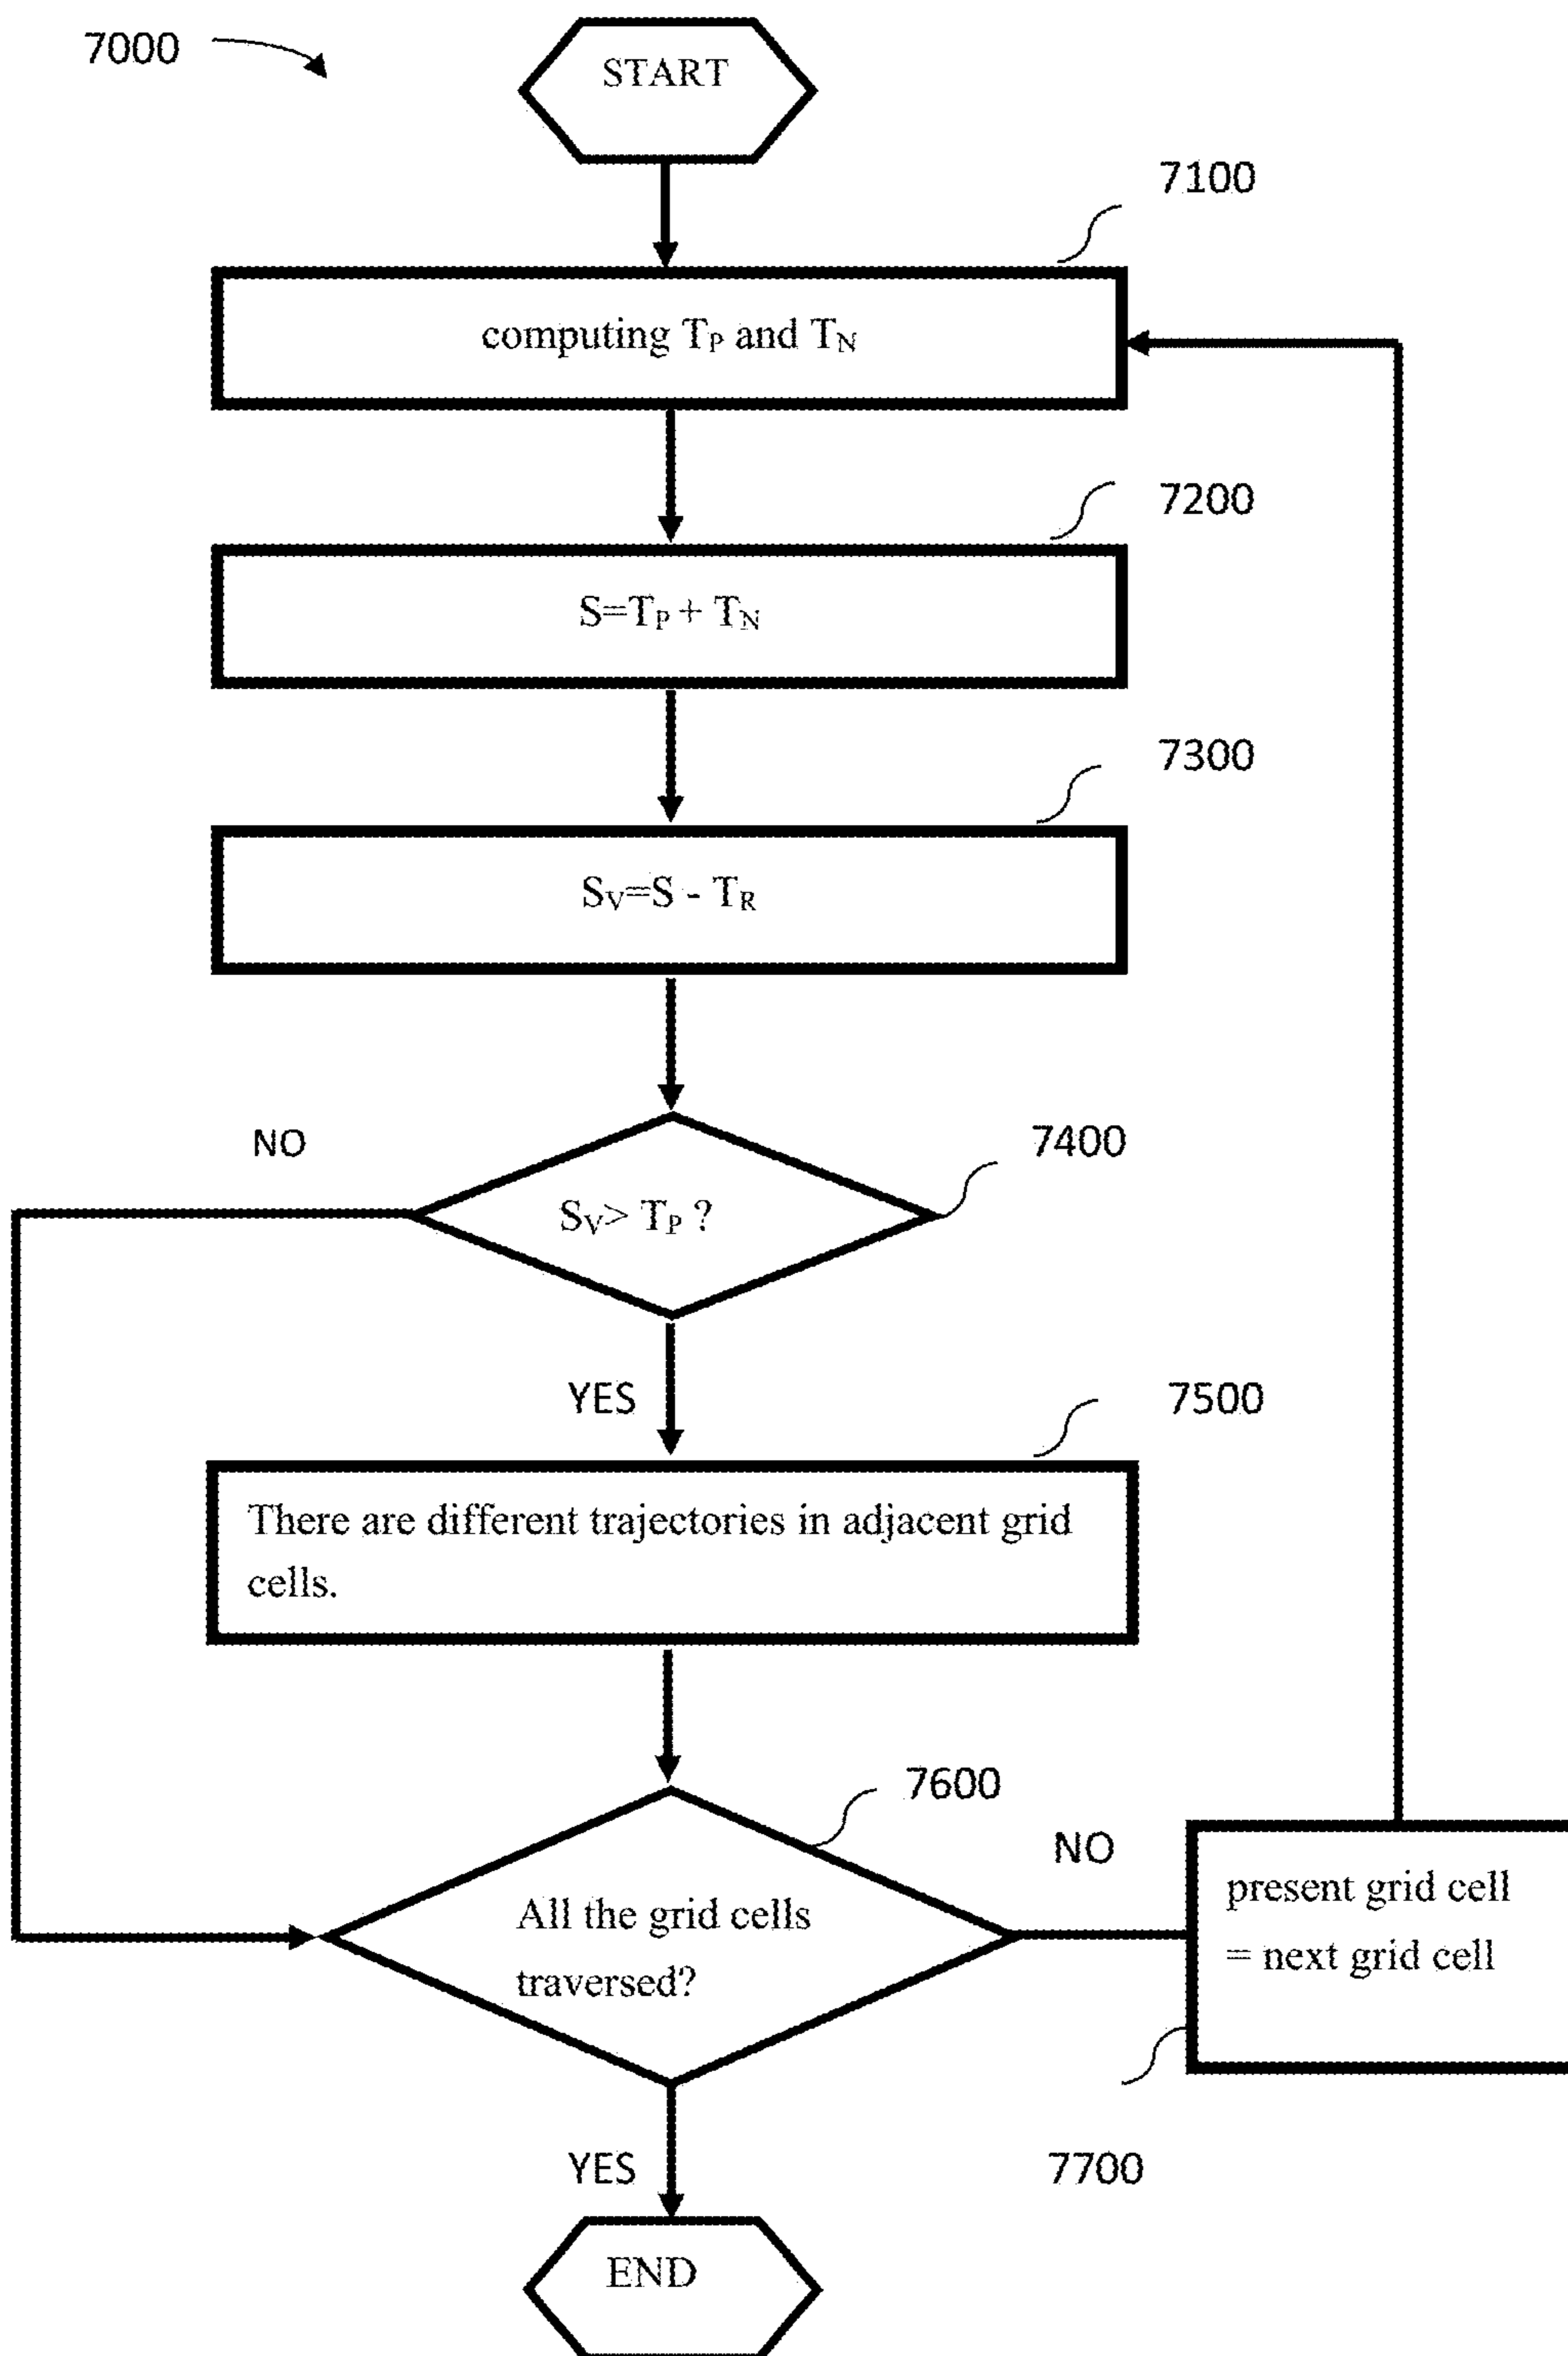 7000
START
7100
computing TP and TN
7200
S=TP + TN
7300
SV=S - TR
NO
7400
SV> TP ?
YES
7500
There are different trajectories in adjacent grid
cells.
7600
NO
All the grid cells
traversed?
present grid cell
= next grid cell
YES
7700
END